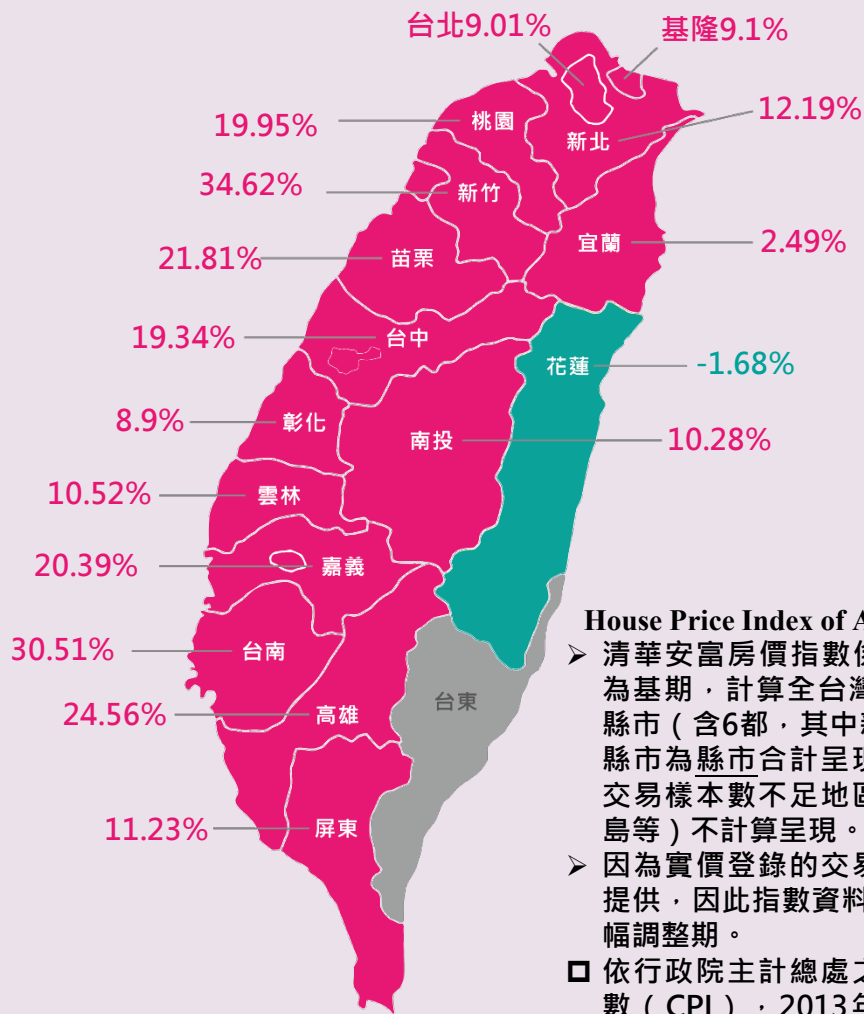 台北9.01%
基隆9.1%
12.19%
19.95%
桃園
新北
34.62%
新竹
宜蘭
2.49%
21.81%
苗栗
19.34%
台中
花蓮
-1.68%
8.9%
彰化
南投
10.28%
10.52%
雲林
20.39%
嘉義
30.51%
台南
24.56%
高雄
台東
11.23%
屏東
House Price Index of A
➢ 清華安富房價指數
為基期,計算全台灣
縣市(含6都,其中
縣市為縣市合計呈現
交易樣本數不足地區
島等)不計算呈現。
➢ 因為實價登錄的交易
提供,因此指數資料
幅調整期。
❑ 依行政院主計總處之
數(CPI),2013年